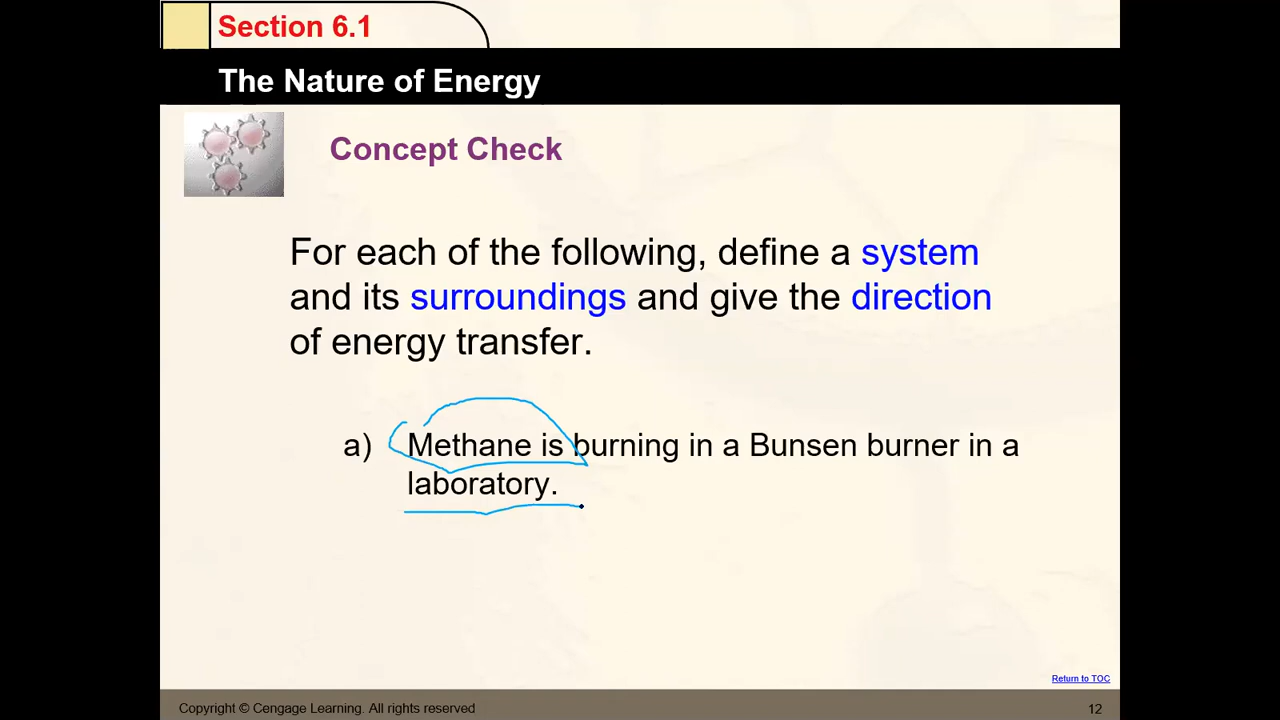 Section 6.1
The Nature of Energy
Concept Check
For each of the following, define a system
and its surroundings and give the direction
of energy transfer.
a) Methane is burning in a Bunsen burner in a
laboratory.
Return to TOC
Copyright © Cengage Learning. All rights reserved
12